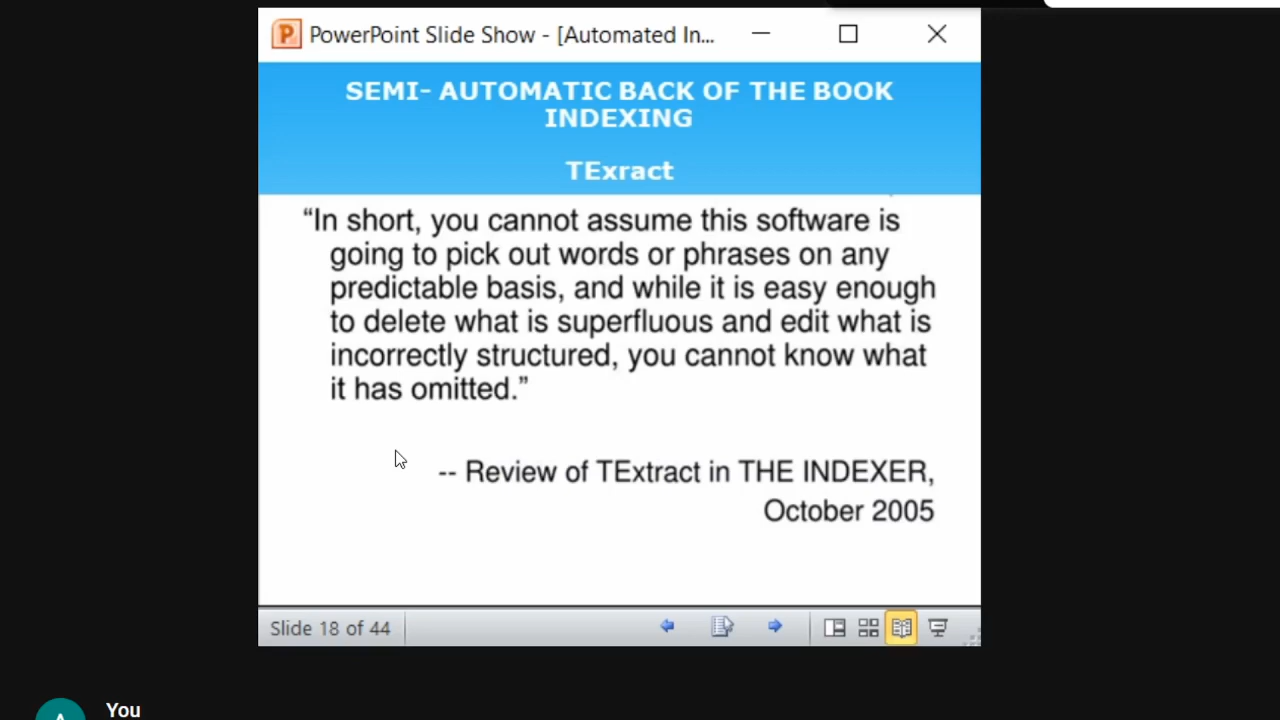 PowerPoint Slide Show - [Automated In...
SEMI- AUTOMATIC BACK OF THE BOOK
INDEXING
TExract
“In short, you cannot assume this software is
going to pick out words or phrases on any
predictable basis, and while it is easy enough
to delete what is superfluous and edit what is
incorrectly structured, you cannot know what
it has omitted.”
-- Review of TExtract in THE INDEXER,
October 2005
Slide 18 of 44
You